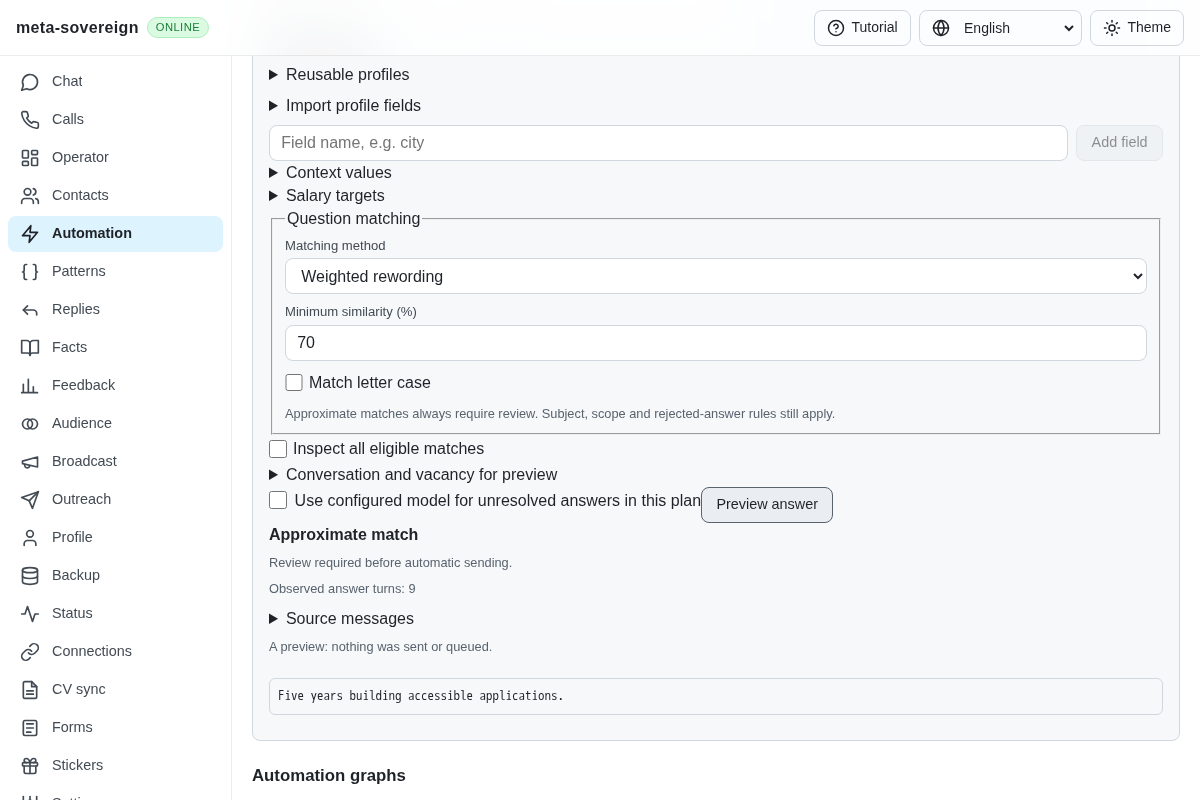 meta-sovereign ONLINE Tutorial English Theme
Chat
Calls
Operator
Contacts
Automation
Patterns
Replies
Facts
Feedback
Audience
Broadcast
Outreach
Profile
Backup
Status
Connections
CV sync
Forms
Stickers
Reusable profiles
Import profile fields
Field name, e.g. city Add field
Context values
Salary targets
Question matching
Matching method
Weighted rewording
Minimum similarity (%)
70
Match letter case
Approximate matches always require review. Subject, scope and rejected-answer rules still apply.
Inspect all eligible matches
Conversation and vacancy for preview
Use configured model for unresolved answers in this plan Preview answer
Approximate match
Review required before automatic sending.
Observed answer turns: 9
Source messages
A preview: nothing was sent or queued.
Five years building accessible applications.
Automation graphs